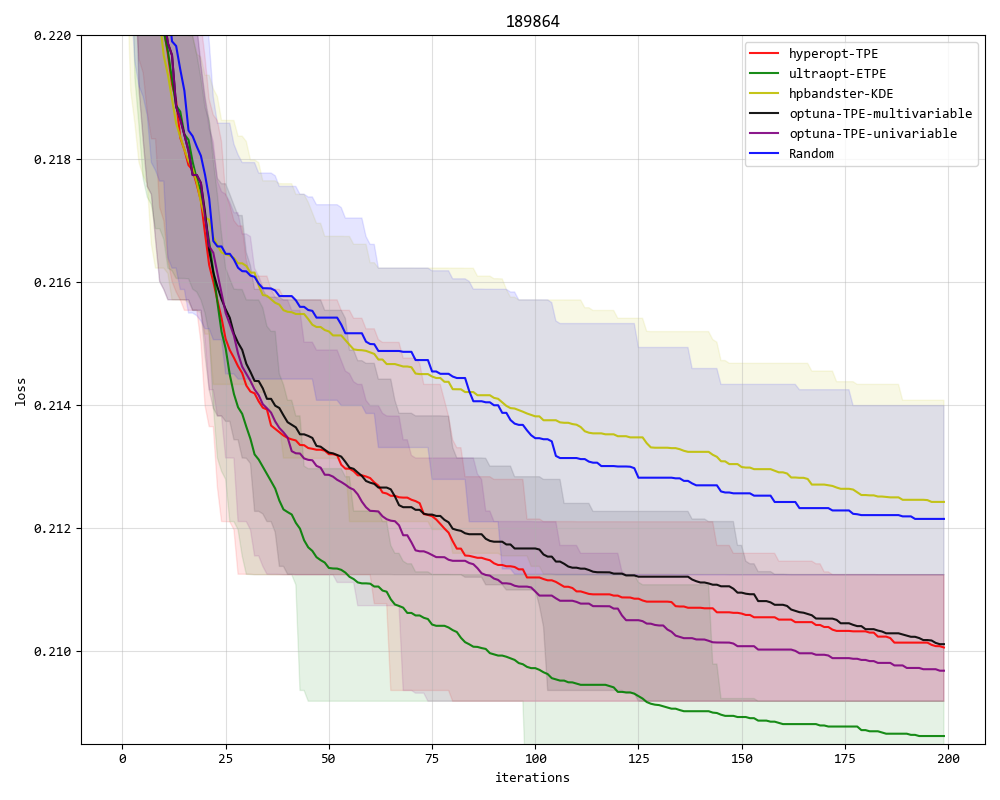 189864
0.220
0.218
0.216
0.214
0.212
0.210
loss
hyperopt-TPE
ultraopt-ETPE
hpbandster-KDE
optuna-TPE-multivariable
optuna-TPE-univariable
Random
0 25 50 75 100 125 150 175 200
iterations